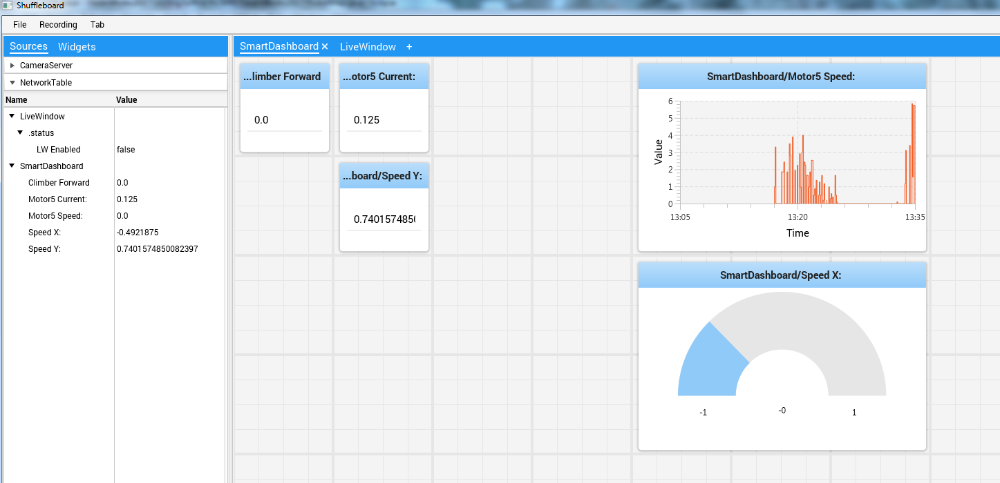 Shuffleboard
File Recording Tab
Sources Widgets
CameraServer
NetworkTable
Name Value
LiveWindow
.status
LW Enabled false
SmartDashboard
Climber Forward 0.0
Motor5 Current: 0.125
Motor5 Speed: 0.0
Speed X: -0.4921875
Speed Y: 0.7401574850082397
SmartDashboard × LiveWindow +
...limber Forward
0.0
...otor5 Current:
0.125
...board/Speed Y:
0.740157485(
SmartDashboard/Motor5 Speed:
6
5
4
3
2
1
0
Value
13:05 13:20 13:35
Time
SmartDashboard/Speed X:
-1 -0 1